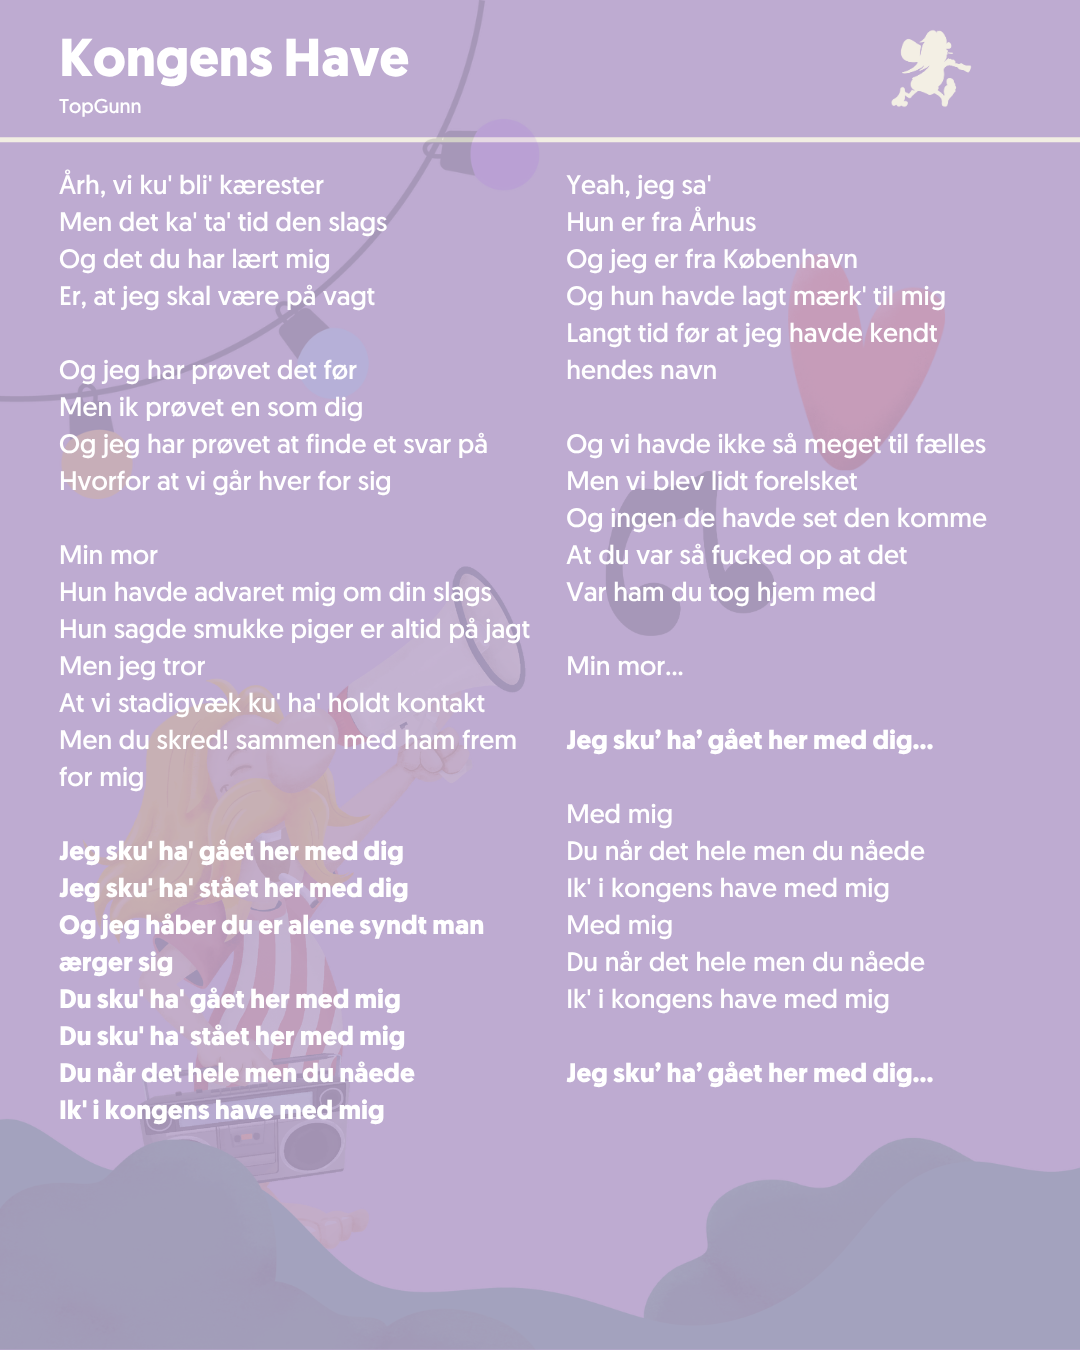 Kongens Have
TopGunn
Årh, vi ku' bli' kærester
Men det ka' ta' tid den slags
Og det du har lært mig
Er, at jeg skal være på vagt
Og jeg har prøvet det før
Men ik prøvet en som dig
Og jeg har prøvet at finde et svar på
Hvorfor at vi går hver for sig
Min mor
Hun havde advaret mig om din slags
Hun sagde smukke piger er altid på jagt
Men jeg tror
At vi stadigvæk ku' ha' holdt kontakt
Men du skred! sammen med ham frem
for mig
Jeg sku' ha' gået her med dig
Jeg sku' ha' stået her med dig
Og jeg håber du er alene syndt man
ærger sig
Du sku' ha' gået her med mig
Du sku' ha' stået her med mig
Du når det hele men du nåede
Ik' i kongens have med mig
Yeah, jeg sa'
Hun er fra Århus
Og jeg er fra København
Og hun havde lagt mærk' til mig
Langt tid før at jeg havde kendt
hendes navn
Og vi havde ikke så meget til fælles
Men vi blev lidt forelsket
Og ingen de havde set den komme
At du var så fucked op at det
Var ham du tog hjem med
Min mor...
Jeg sku’ ha’ gået her med dig...
Med mig
Du når det hele men du nåede
Ik' i kongens have med mig
Med mig
Du når det hele men du nåede
Ik' i kongens have med mig
Jeg sku’ ha’ gået her med dig...